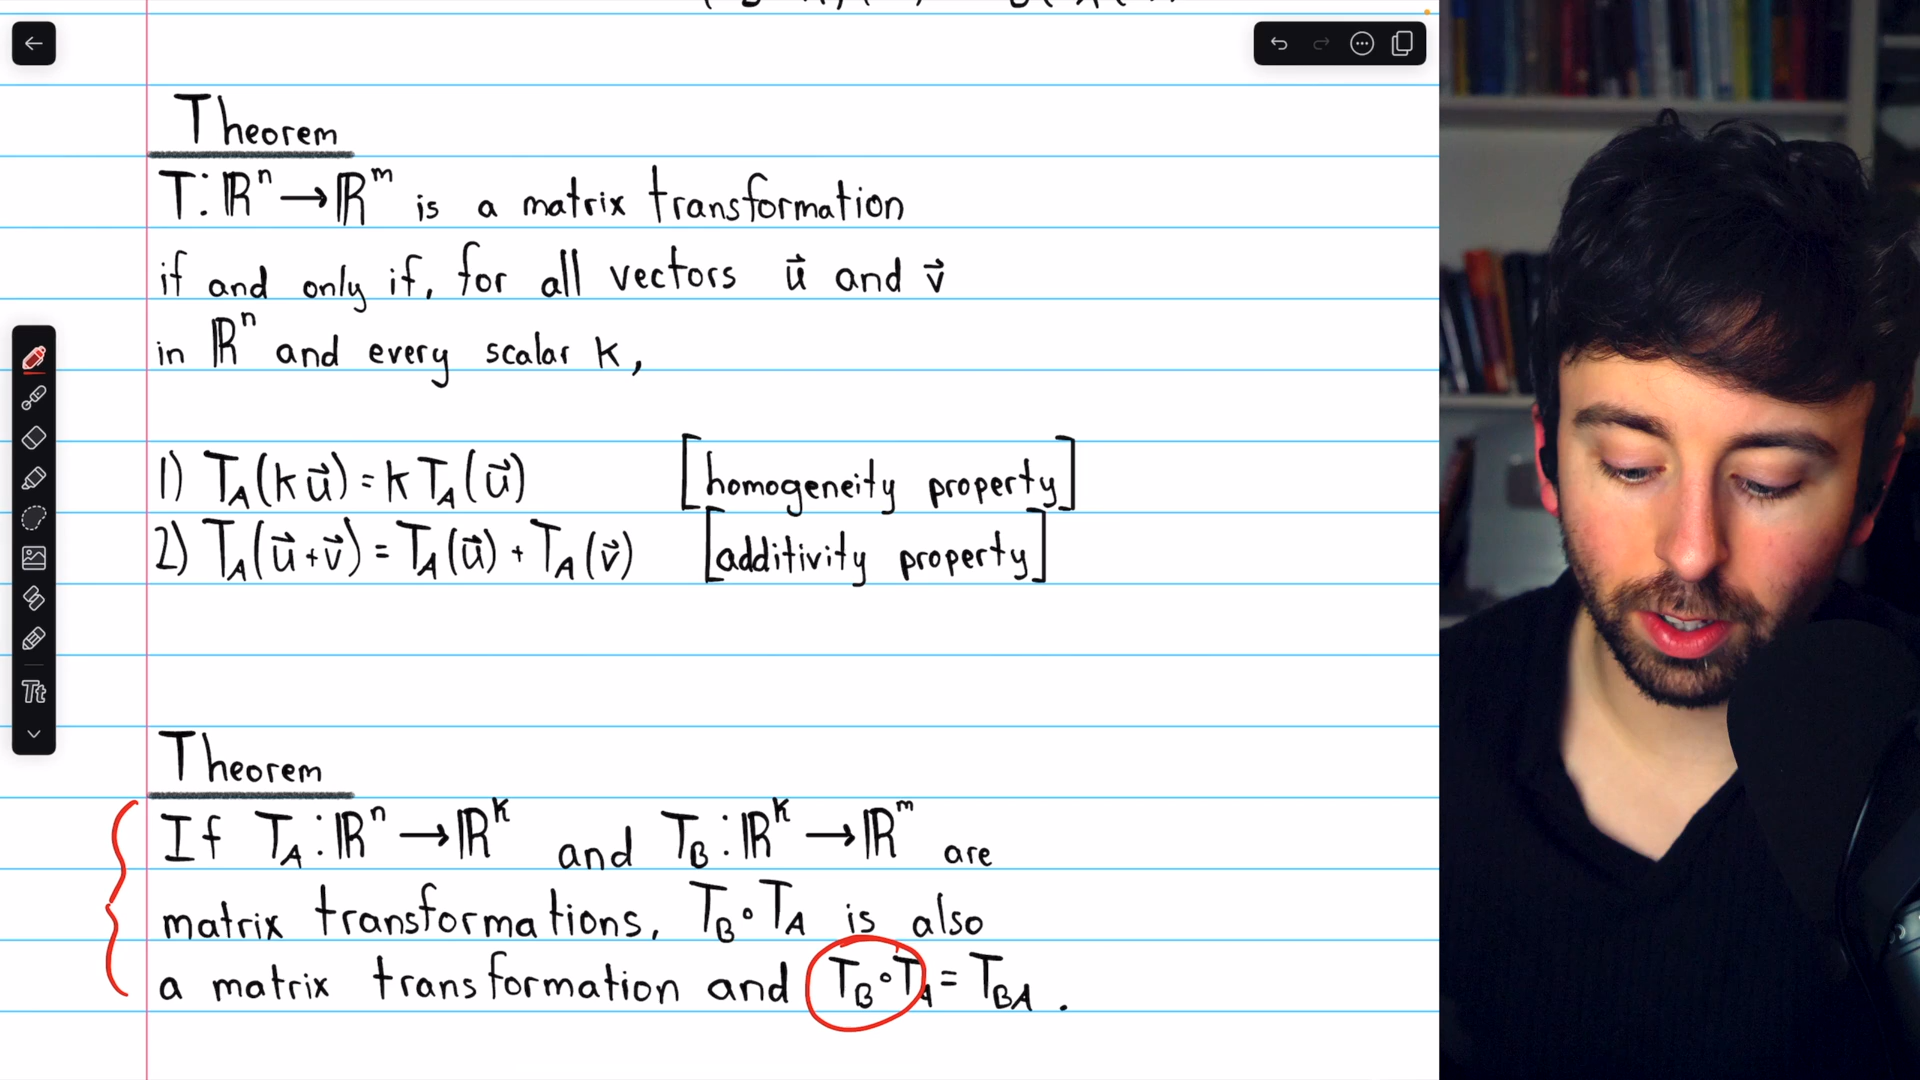 Theorem
T: ℝⁿ → ℝᵐ is a matrix transformation
if and only if, for all vectors u⃗ and v⃗
in ℝⁿ and every scalar k,
1) T_A(k u⃗) = k T_A(u⃗) [homogeneity property]
2) T_A(u⃗ + v⃗) = T_A(u⃗) + T_A(v⃗) [additivity property]
Theorem
If T_A: ℝⁿ → ℝᵏ and T_B: ℝᵏ → ℝᵐ are
matrix transformations, T_B ∘ T_A is also
a matrix transformation and T_B ∘ T_A = T_BA.
Tt